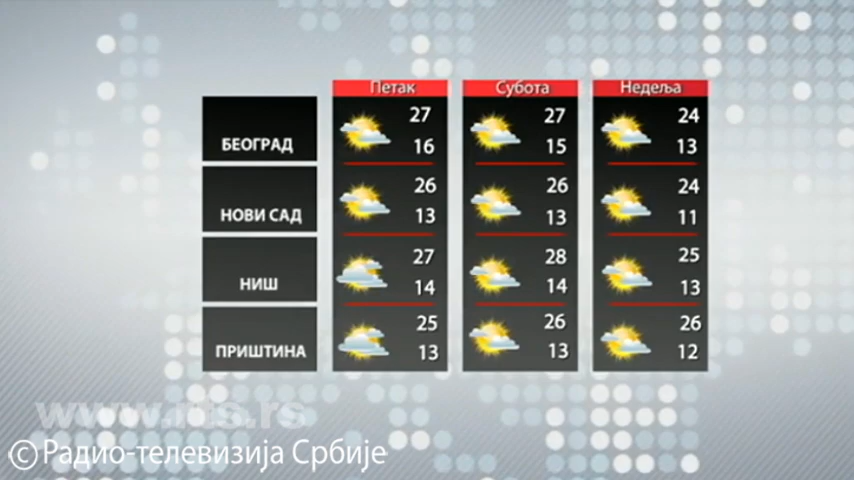 Петак Субота Недеља
27 27 24
БЕОГРАД 16 15 13
26 26 24
НОВИ САД 13 13 11
27 28 25
НИШ 14 14 13
25 26 26
ПРИШТИНА 13 13 12
www.rts.rs
©Радио-телевизија Србије